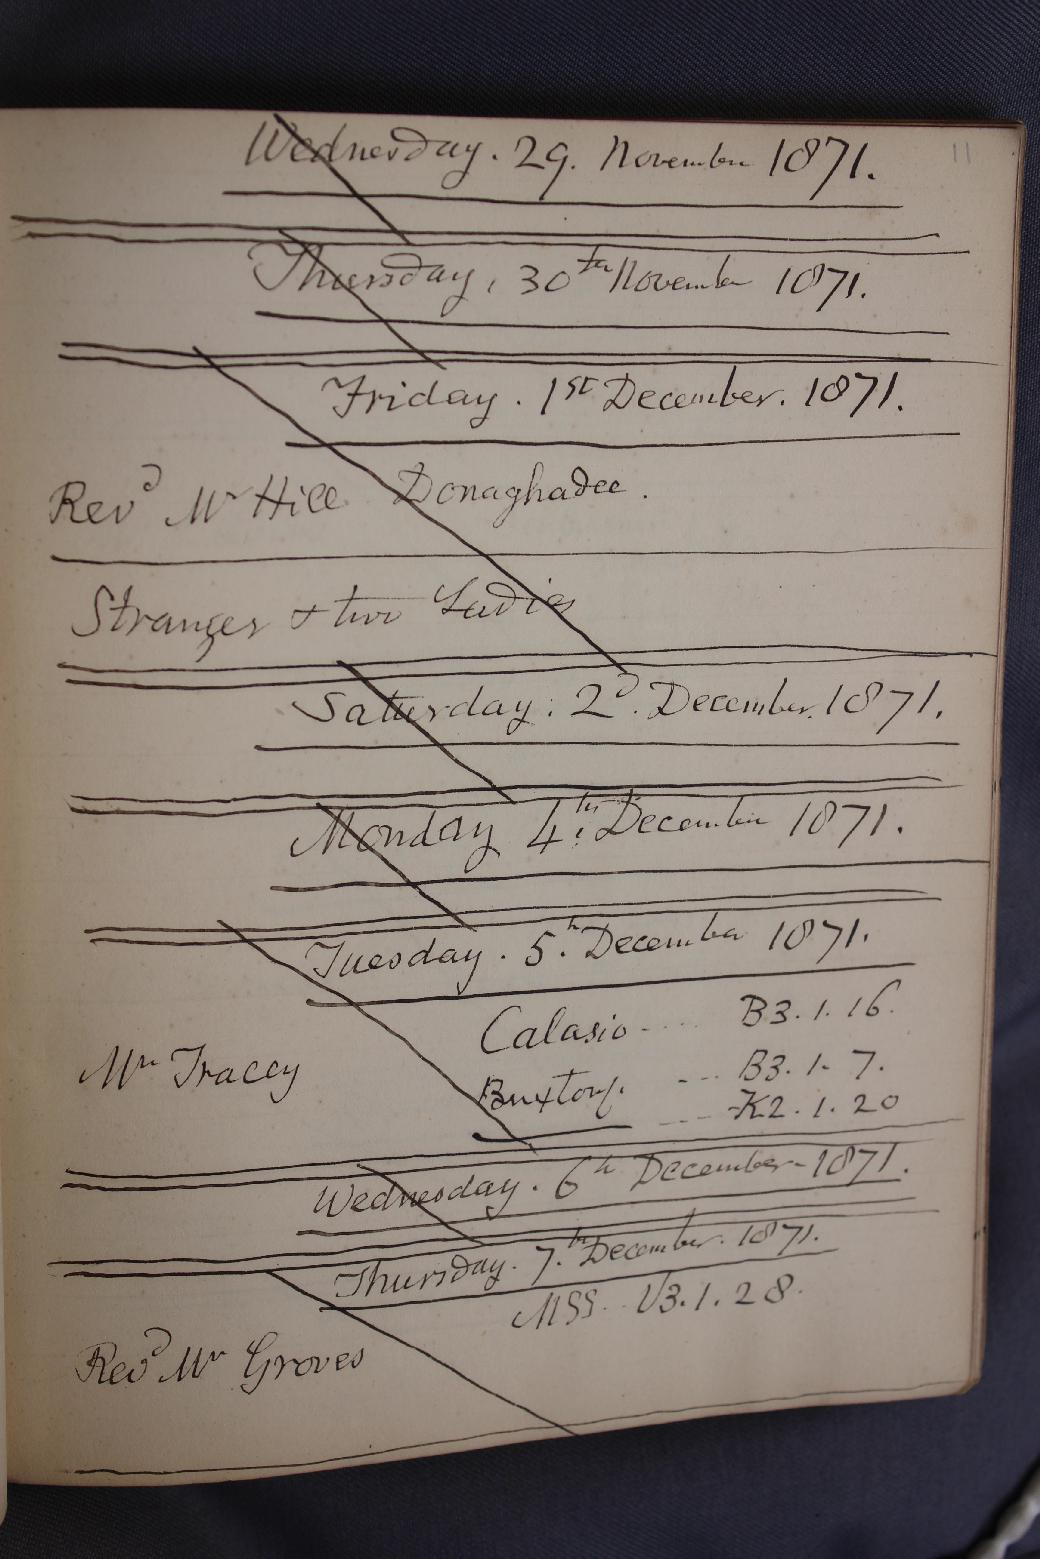 11
Wednesday. 29. November 1871.
Thursday, 30th November 1871.
Friday. 1st December. 1871.
Revd Mr Hill Donaghadee.
Stranger & two Ladies
Saturday. 2d. December. 1871.
Monday 4th. December 1871.
Tuesday. 5th. December 1871.
Calasio .... B3. 1. 16.
Mr Tracey
Buxtorf. --- B3. 1. 7.
--- K2. 1. 20
Wednesday. 6th December - 1871.
Thursday. 7th. December. 1871.
MSS.. V3. 1. 28.
Revd Mr Groves